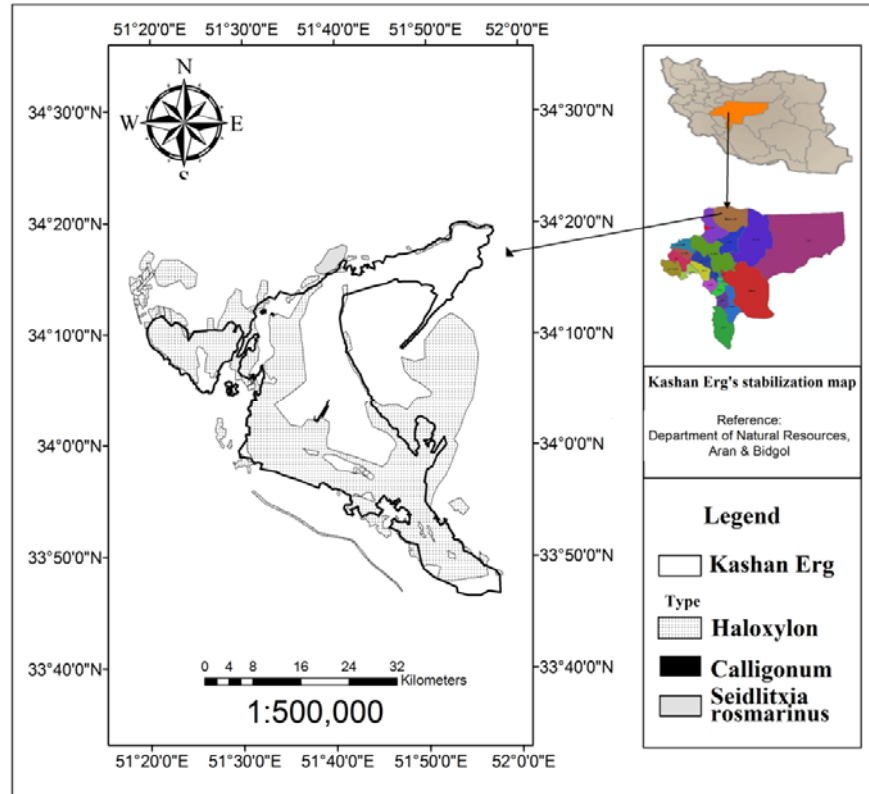 51°20'0"E 51°30'0"E 51°40'0"E 51°50'0"E 52°0'0"E
N
W E
S
34°30'0"N 34°30'0"N
34°20'0"N 34°20'0"N
34°10'0"N 34°10'0"N
34°0'0"N 34°0'0"N
33°50'0"N 33°50'0"N
33°40'0"N 33°40'0"N
0 4 8 16 24 32
Kilometers
1:500,000
51°20'0"E 51°30'0"E 51°40'0"E 51°50'0"E 52°0'0"E
Kashan Erg's stabilization map
Reference:
Department of Natural Resources,
Aran & Bidgol
Legend
Kashan Erg
Type
Haloxylon
Calligonum
Seidlitxia
rosmarinus